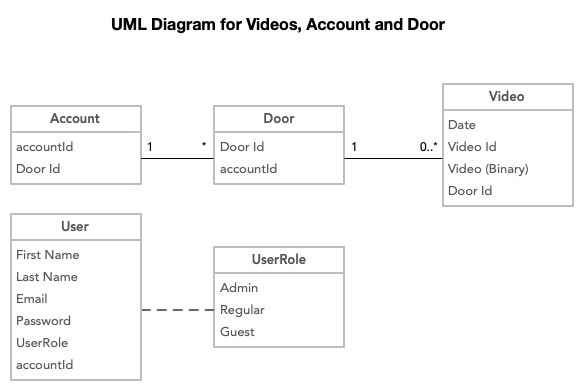 UML Diagram for Videos, Account and Door
Account
accountId
Door Id
1
*
Door
Door Id
accountId
1
0..*
Video
Date
Video Id
Video (Binary)
Door Id
User
First Name
Last Name
Email
Password
UserRole
accountId
UserRole
Admin
Regular
Guest